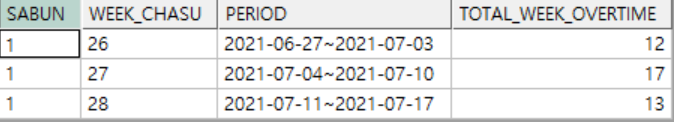 SABUN WEEK_CHASU PERIOD TOTAL_WEEK_OVERTIME
1 26 2021-06-27~2021-07-03 12
1 27 2021-07-04~2021-07-10 17
1 28 2021-07-11~2021-07-17 13